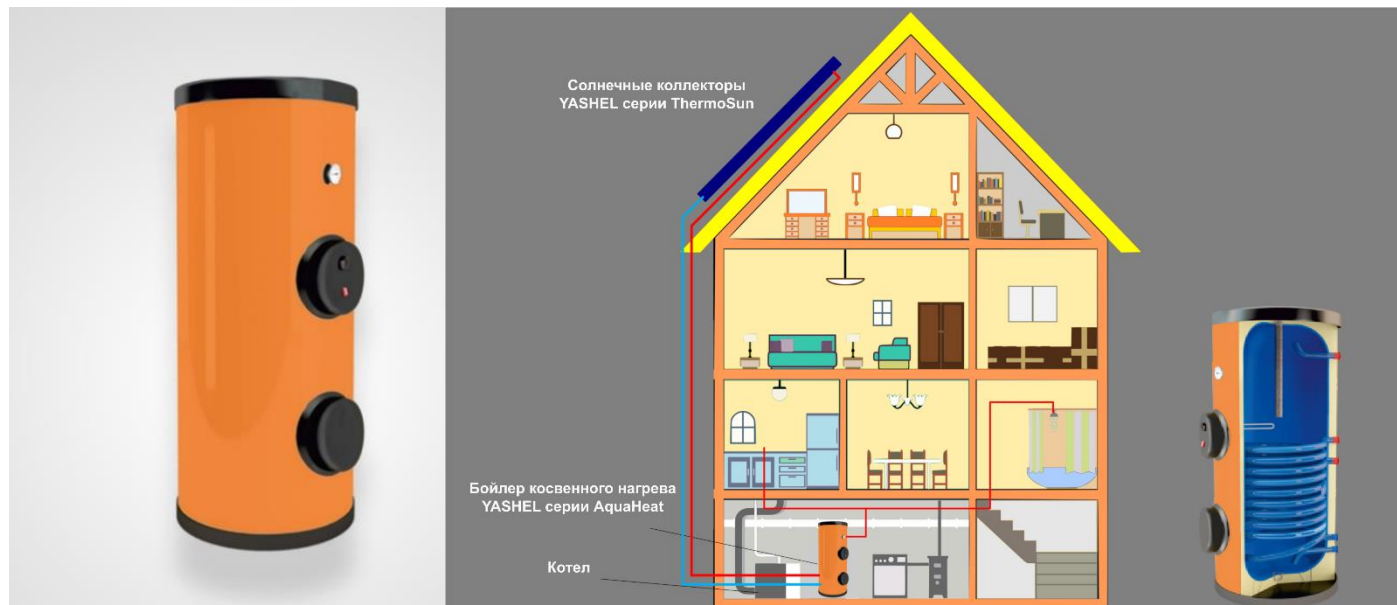 Солнечные коллекторы
YASHEL серии ThermoSun
Бойлер косвенного нагрева
YASHEL серии AquaHeat
Котел